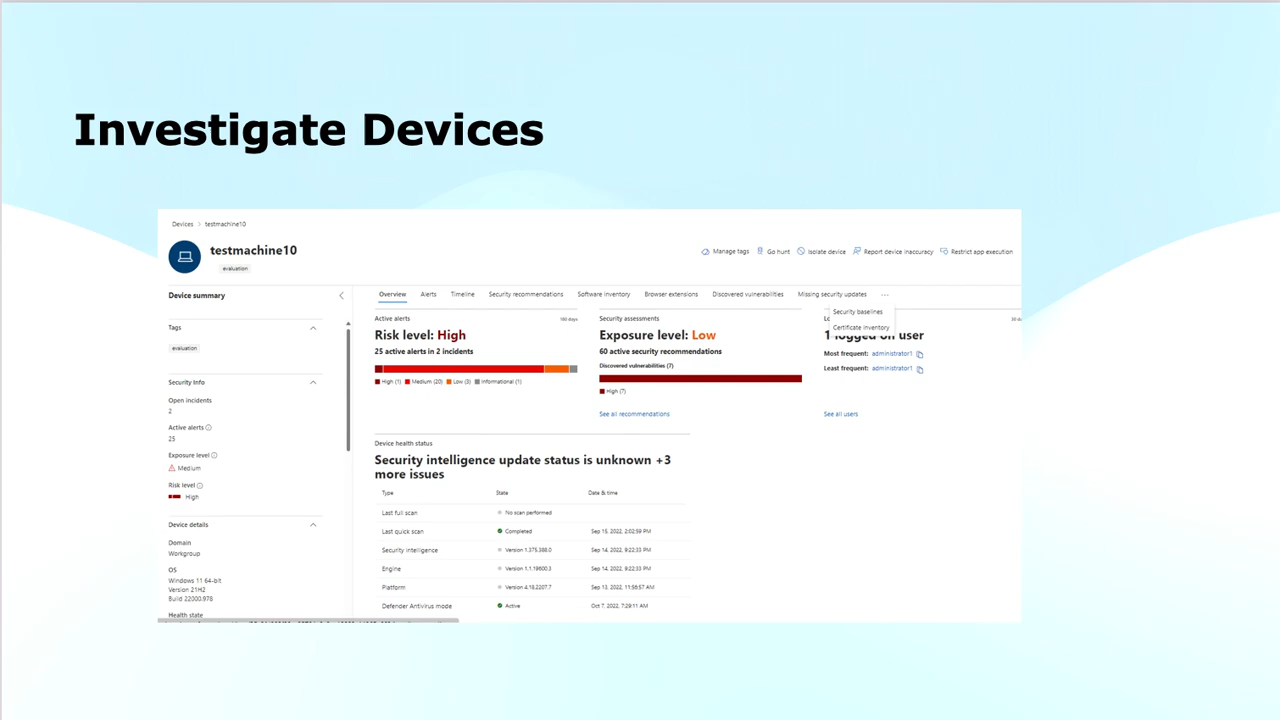 Investigate Devices
Devices > testmachine10
testmachine10
evaluation
Manage tags
Go hunt
Isolate device
Report device inaccuracy
Restrict app execution
Device summary
Tags
evaluation
Security Info
Open incidents
2
Active alerts
25
Exposure level
Medium
Risk level
High
Device details
Domain
Workgroup
OS
Windows 11 64-bit
Version 21H2
Build 22000.978
Health state
Overview
Alerts
Timeline
Security recommendations
Software inventory
Browser extensions
Discovered vulnerabilities
Missing security updates
...
Security baselines
Certificate inventory
Active alerts
180 days
Risk level: High
25 active alerts in 2 incidents
High (1) Medium (20) Low (3) Informational (1)
Security assessments
Exposure level: Low
60 active security recommendations
Discovered vulnerabilities (7)
High (7)
See all recommendations
1 logged on user
Most frequent: administrator1
Least frequent: administrator1
See all users
Device health status
Security intelligence update status is unknown +3
more issues
Type State Date & time
Last full scan No scan performed
Last quick scan Completed Sep 15, 2022, 2:02:59 PM
Security intelligence Version 1.375.388.0 Sep 14, 2022, 9:22:33 PM
Engine Version 1.1.19600.3 Sep 14, 2022, 9:22:33 PM
Platform Version 4.18.2207.7 Sep 13, 2022, 11:56:57 AM
Defender AntiVirus mode Active Oct 7, 2022, 7:29:11 AM